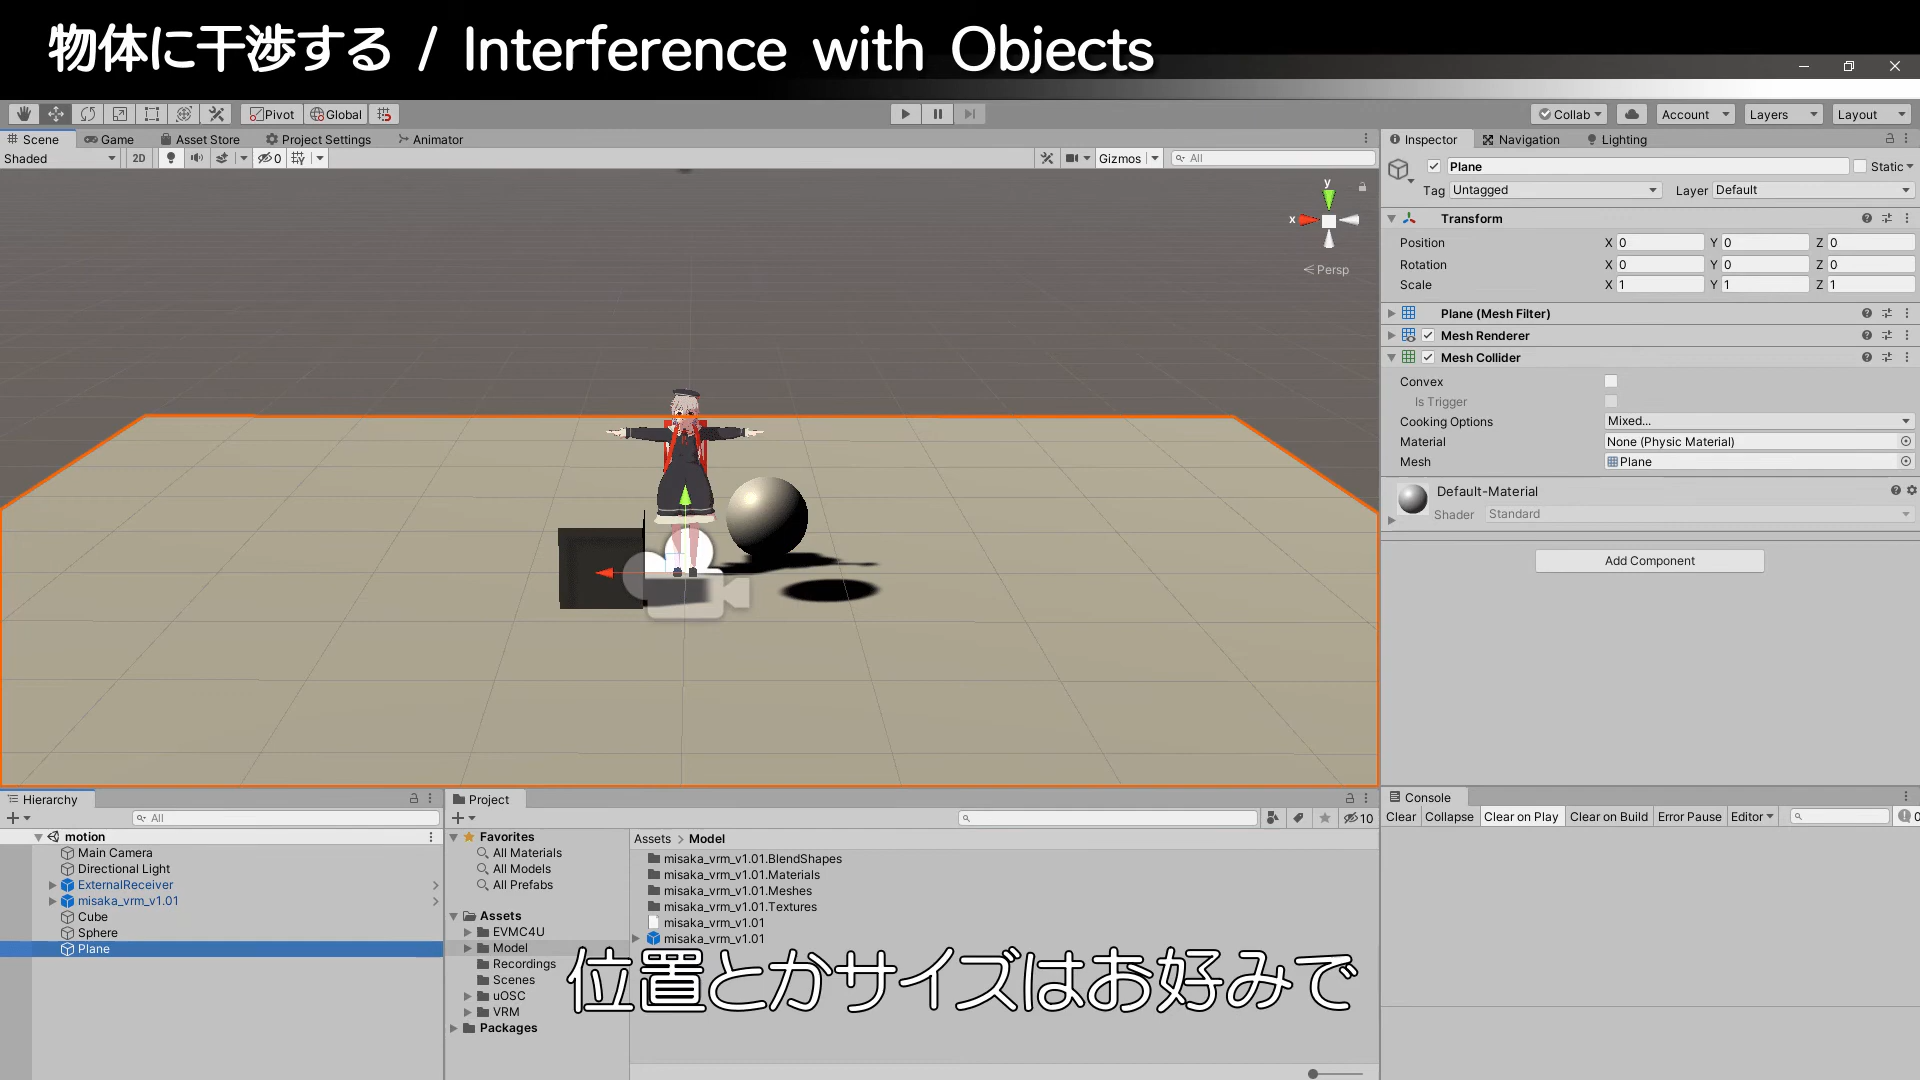 物体に干渉する / Interference with Objects
Pivot Global Collab Account Layers Layout
Scene Game Asset Store Project Settings Animator
Shaded 2D 0 Gizmos All
y
x
Persp
Inspector Navigation Lighting
Plane Static
Tag Untagged Layer Default
Transform
Position X 0 Y 0 Z 0
Rotation X 0 Y 0 Z 0
Scale X 1 Y 1 Z 1
Plane (Mesh Filter)
Mesh Renderer
Mesh Collider
Convex
Is Trigger
Cooking Options Mixed...
Material None (Physic Material)
Mesh Plane
Default-Material
Shader Standard
Add Component
Hierarchy
All
motion
Main Camera
Directional Light
ExternalReceiver
misaka_vrm_v1.01
Cube
Sphere
Plane
Project
10
Favorites
All Materials
All Models
All Prefabs
Assets
EVMC4U
Model
Recordings
Scenes
uOSC
VRM
Packages
Assets > Model
misaka_vrm_v1.01.BlendShapes
misaka_vrm_v1.01.Materials
misaka_vrm_v1.01.Meshes
misaka_vrm_v1.01.Textures
misaka_vrm_v1.01
misaka_vrm_v1.01
Console
Clear Collapse Clear on Play Clear on Build Error Pause Editor 0
位置とかサイズはお好みで